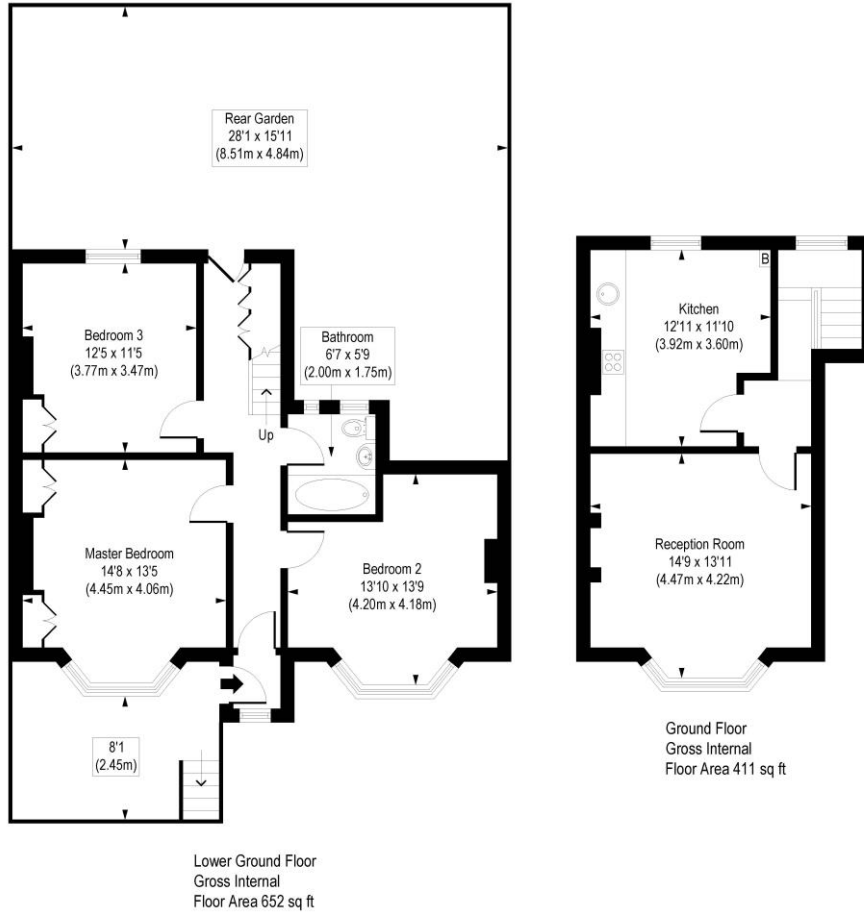 Rear Garden
28'1 x 15'11
(8.51m x 4.84m)
Bedroom 3
12'5 x 11'5
(3.77m x 3.47m)
Bathroom
6'7 x 5'9
(2.00m x 1.75m)
Up
Master Bedroom
14'8 x 13'5
(4.45m x 4.06m)
Bedroom 2
13'10 x 13'9
(4.20m x 4.18m)
8'1
(2.45m)
Lower Ground Floor
Gross Internal
Floor Area 652 sq ft
B
Kitchen
12'11 x 11'10
(3.92m x 3.60m)
Reception Room
14'9 x 13'11
(4.47m x 4.22m)
Ground Floor
Gross Internal
Floor Area 411 sq ft